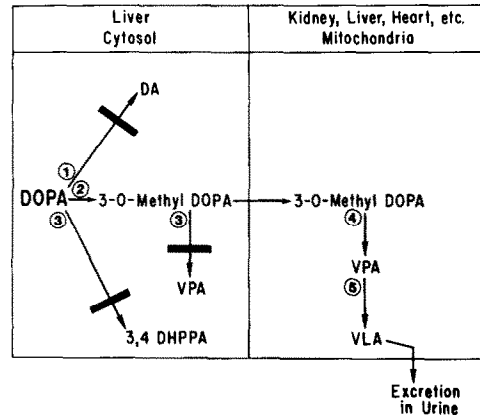 Liver
Cytosol
Kidney, Liver, Heart, etc.
Mitochondria
DA
①
②
DOPA
3-O-Methyl DOPA
3-O-Methyl DOPA
③
③
④
VPA
VPA
⑤
3,4 DHPPA
VLA
Excretion
in Urine